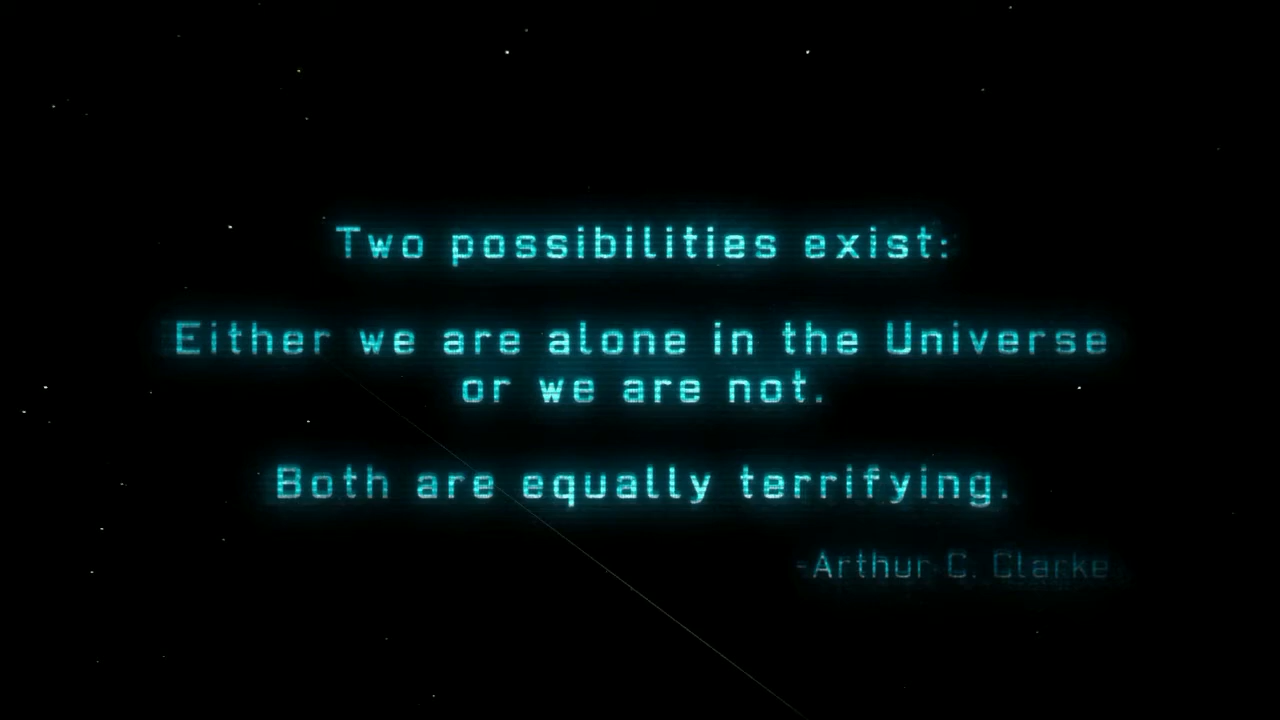 Two possibilities exist:
Either we are alone in the Universe
or we are not.
Both are equally terrifying.
-Arthur C. Clarke